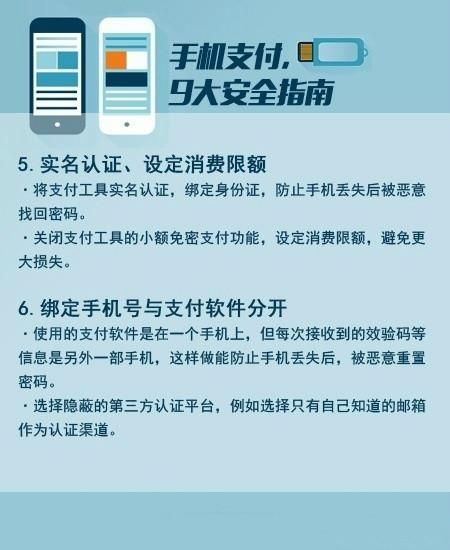 手机支付,
9大安全指南
5.实名认证、设定消费限额
·将支付工具实名认证，绑定身份证，防止手机丢失后被恶意
找回密码。
·关闭支付工具的小额免密支付功能，设定消费限额，避免更
大损失。
6.绑定手机号与支付软件分开
·使用的支付软件是在一个手机上，但每次接收到的效验码等
信息是另外一部手机，这样做能防止手机丢失后，被恶意重置
密码。
·选择隐蔽的第三方认证平台，例如选择只有自己知道的邮箱
作为认证渠道。